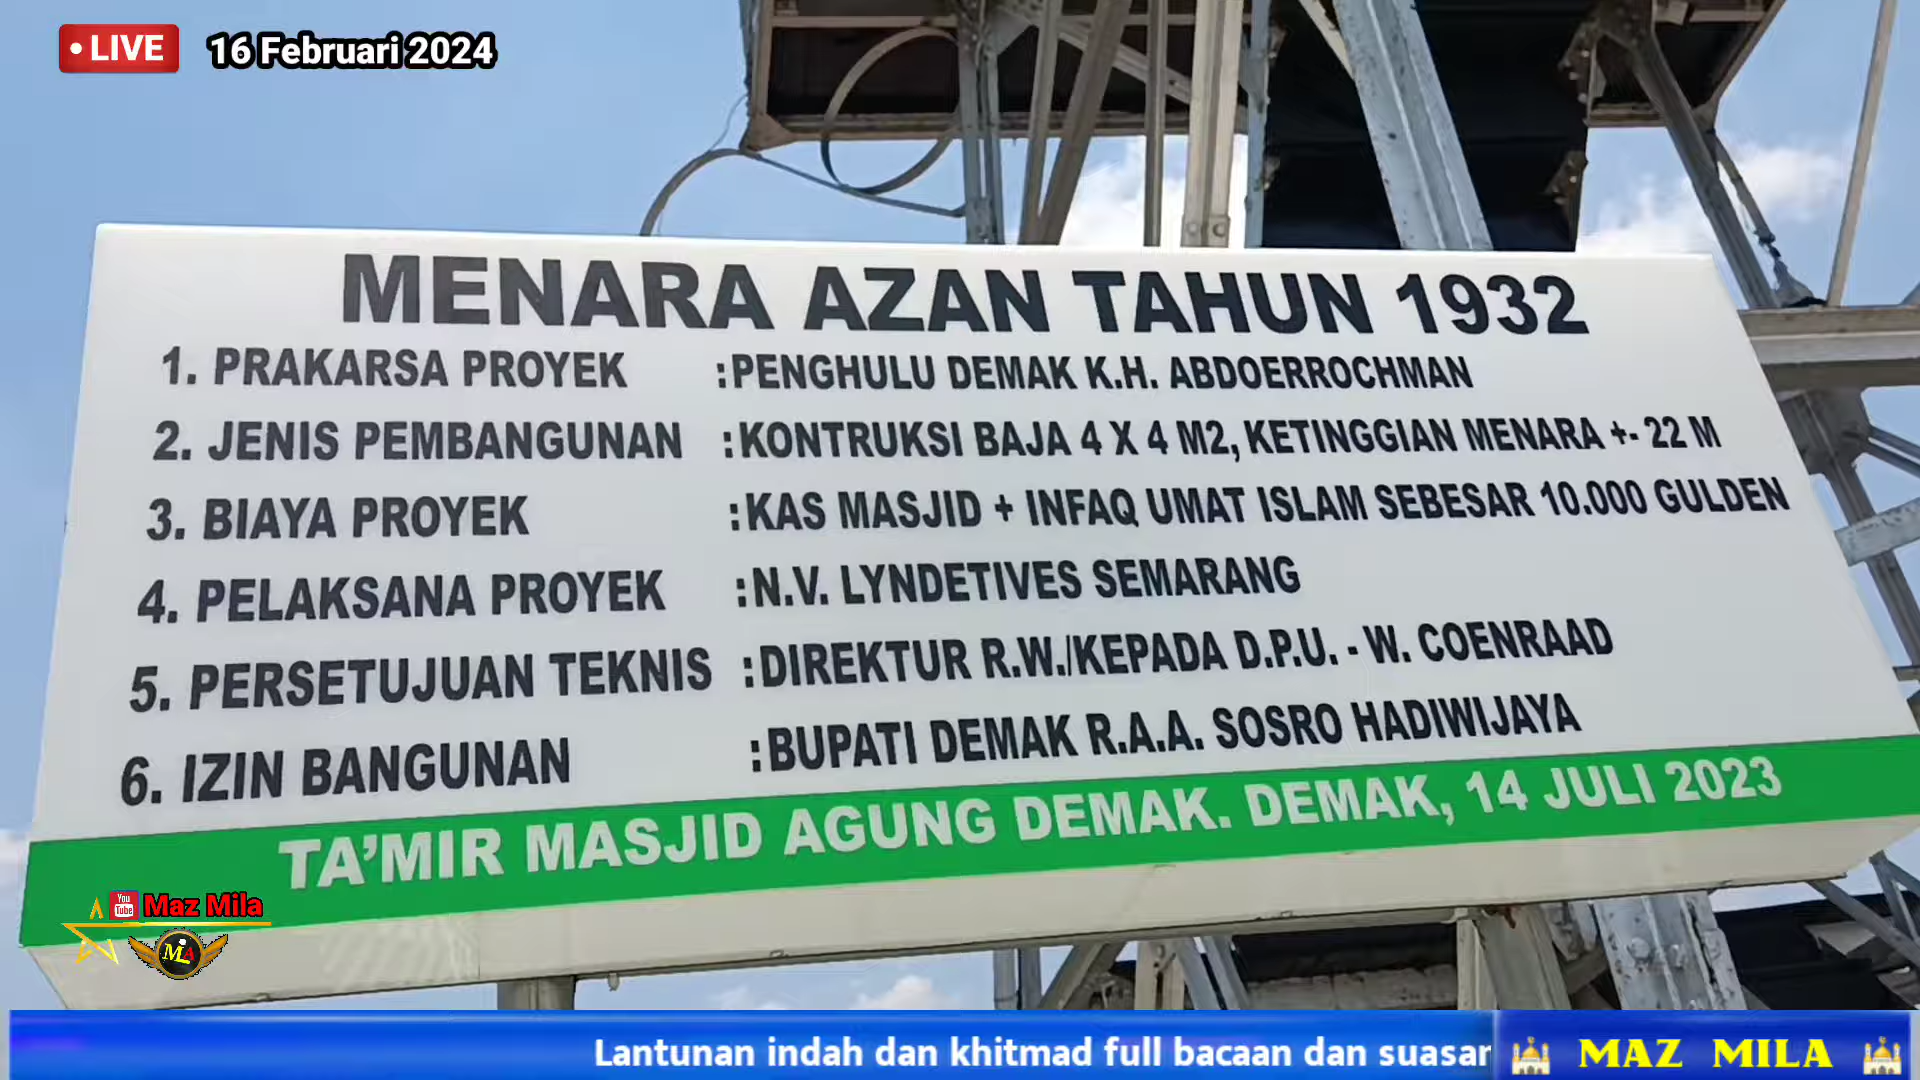 • LIVE 16 Februari 2024
MENARA AZAN TAHUN 1932
1. PRAKARSA PROYEK :PENGHULU DEMAK K.H. ABDOERROCHMAN
2. JENIS PEMBANGUNAN :KONTRUKSI BAJA 4 X 4 M2, KETINGGIAN MENARA +- 22 M
3. BIAYA PROYEK :KAS MASJID + INFAQ UMAT ISLAM SEBESAR 10.000 GULDEN
4. PELAKSANA PROYEK :N.V. LYNDETIVES SEMARANG
5. PERSETUJUAN TEKNIS :DIREKTUR R.W./KEPADA D.P.U. - W. COENRAAD
6. IZIN BANGUNAN :BUPATI DEMAK R.A.A. SOSRO HADIWIJAYA
TA'MIR MASJID AGUNG DEMAK. DEMAK, 14 JULI 2023
You Tube Maz Mila
MA
Lantunan indah dan khitmad full bacaan dan suasar MAZ MILA